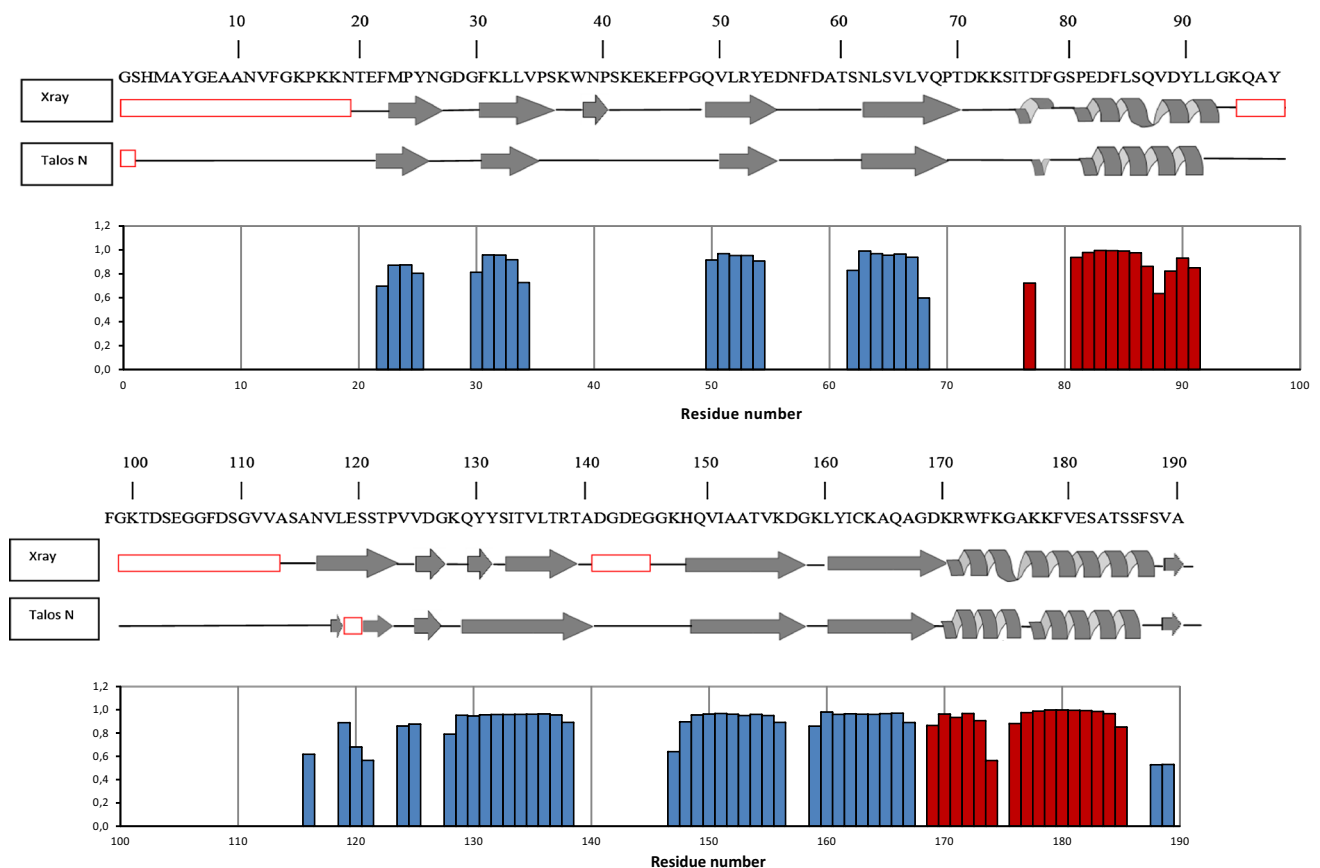 10 20 30 40 50 60 70 80 90
GSHMAYGEAANVFGKPKKNTEFMPYNGDGFKLLVPSKWNPSKEKEFPGQVLRYEDNFDATSNLSVLVQPTDKKSITDFGSPEDFLSQVDYLLGKQAY
Xray
Talos N
1,2
1,0
0,8
0,6
0,4
0,2
0,0
0 10 20 30 40 50 60 70 80 90 100
Residue number
100 110 120 130 140 150 160 170 180 190
FGKTDSEGGFDSGVVASANVLESSTPVVDGKQYYSITVLTRTADGDEGGKHQVIAATVKDGKLYICKAQAGDKRWFKGAKKFVESATSSFSVA
Xray
Talos N
1,2
1,0
0,8
0,6
0,4
0,2
0,0
100 110 120 130 140 150 160 170 180 190
Residue number